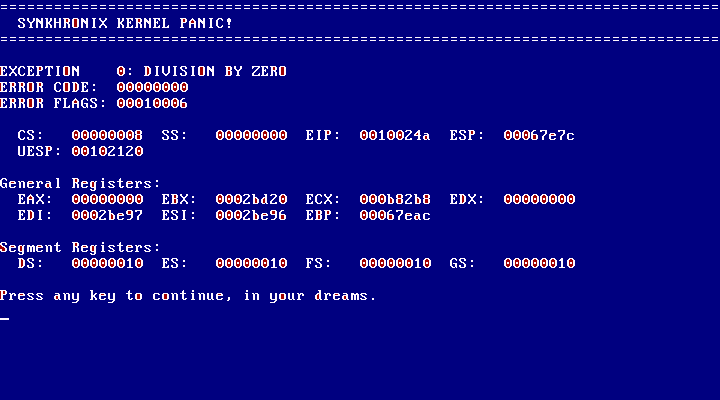 ================================================================================
  SYNKHRONIX KERNEL PANIC!
================================================================================
EXCEPTION    0: DIVISION BY ZERO
ERROR CODE:  00000000
ERROR FLAGS: 00010006
  CS:   00000008  SS:   00000000  EIP:  0010024a  ESP:  00067e7c
  UESP: 00102120
General Registers:
  EAX:  00000000  EBX:  0002bd20  ECX:  000b82b8  EDX:  00000000
  EDI:  0002be97  ESI:  0002be96  EBP:  00067eac
Segment Registers:
  DS:   00000010  ES:   00000010  FS:   00000010  GS:   00000010
Press any key to continue, in your dreams.
_